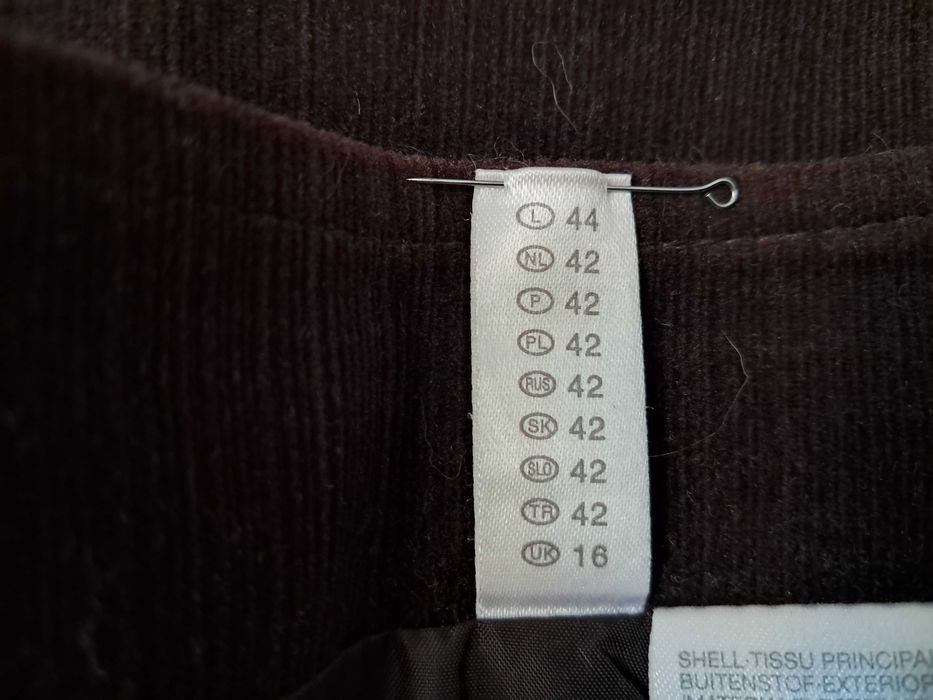 L 44
NL 42
P 42
PL 42
RUS 42
SK 42
SLO 42
TR 42
UK 16
SHELL-TISSU PRINCIPAL
BUITENSTOF-EXTERIOR